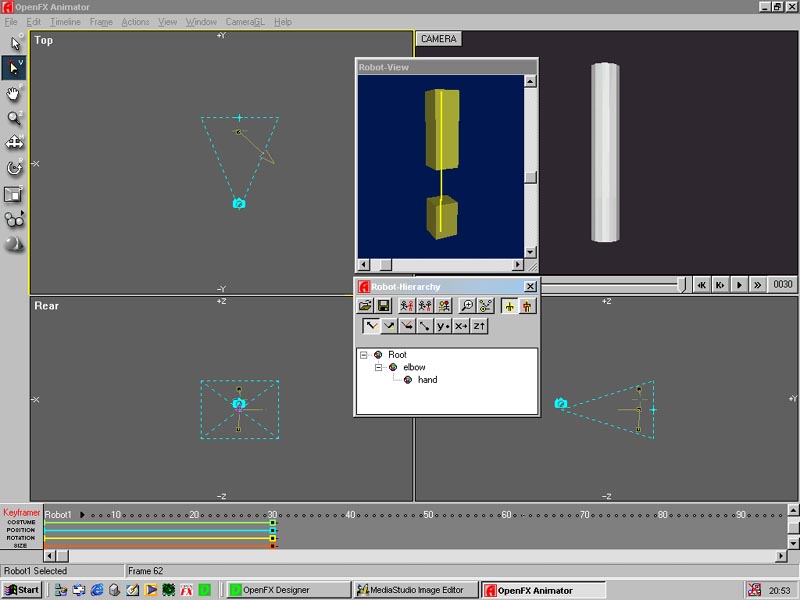 OpenFX Animator
File Edit Timeline Frame Actions View Window CameraGL Help
Top
+Y
-X
-Y
CAMERA
Robot-View
0030
Robot-Hierarchy
Y
X
Z
Root
elbow
hand
Rear
+Z
-X
-Z
+Z
+Y
-Z
Keyframer
Robot1 10 20 30 40 50 60 70 80 90
COSTUME
POSITION
ROTATION
SIZE
Robot1 Selected Frame 62
Start OpenFX Designer MediaStudio Image Editor OpenFX Animator 20:53